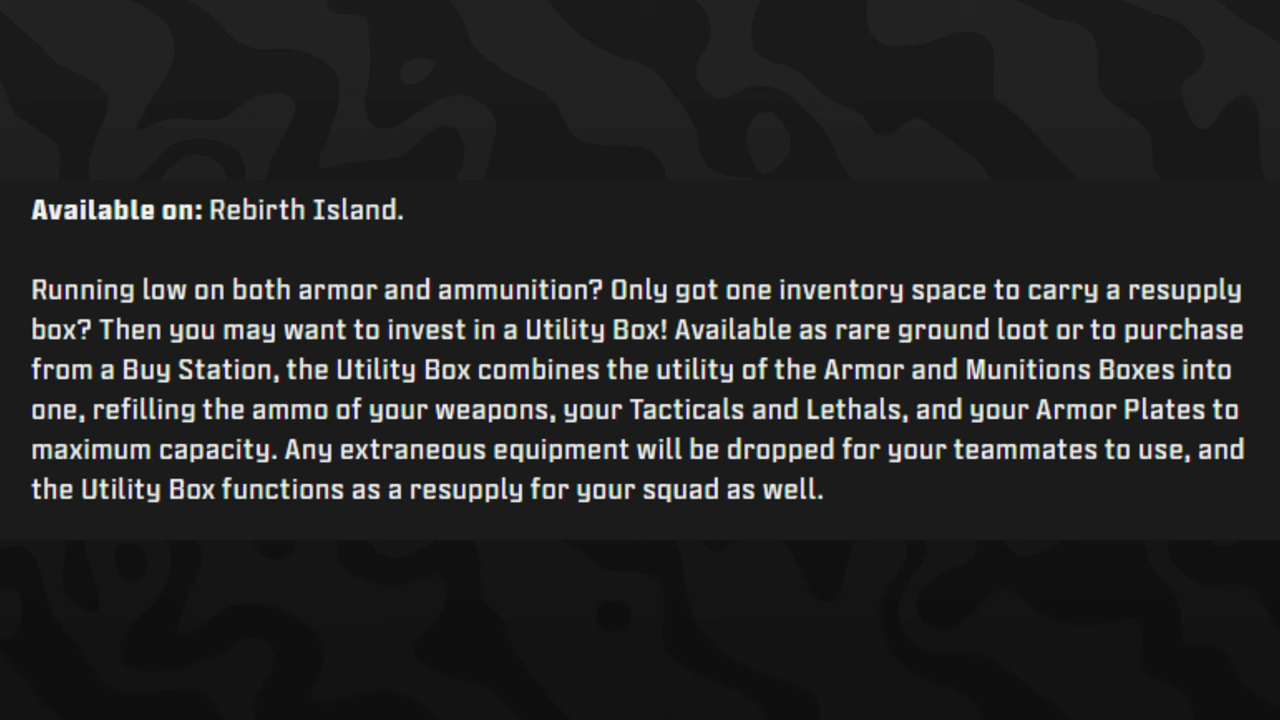 Available on: Rebirth Island.
Running low on both armor and ammunition? Only got one inventory space to carry a resupply
box? Then you may want to invest in a Utility Box! Available as rare ground loot or to purchase
from a Buy Station, the Utility Box combines the utility of the Armor and Munitions Boxes into
one, refilling the ammo of your weapons, your Tacticals and Lethals, and your Armor Plates to
maximum capacity. Any extraneous equipment will be dropped for your teammates to use, and
the Utility Box functions as a resupply for your squad as well.